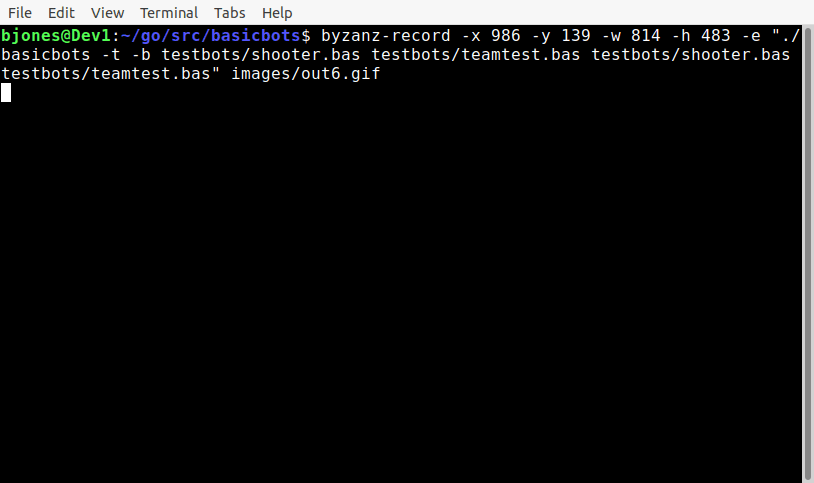 File Edit View Terminal Tabs Help
bjones@Dev1:~/go/src/basicbots$ byzanz-record -x 986 -y 139 -w 814 -h 483 -e "./
basicbots -t -b testbots/shooter.bas testbots/teamtest.bas testbots/shooter.bas
testbots/teamtest.bas" images/out6.gif